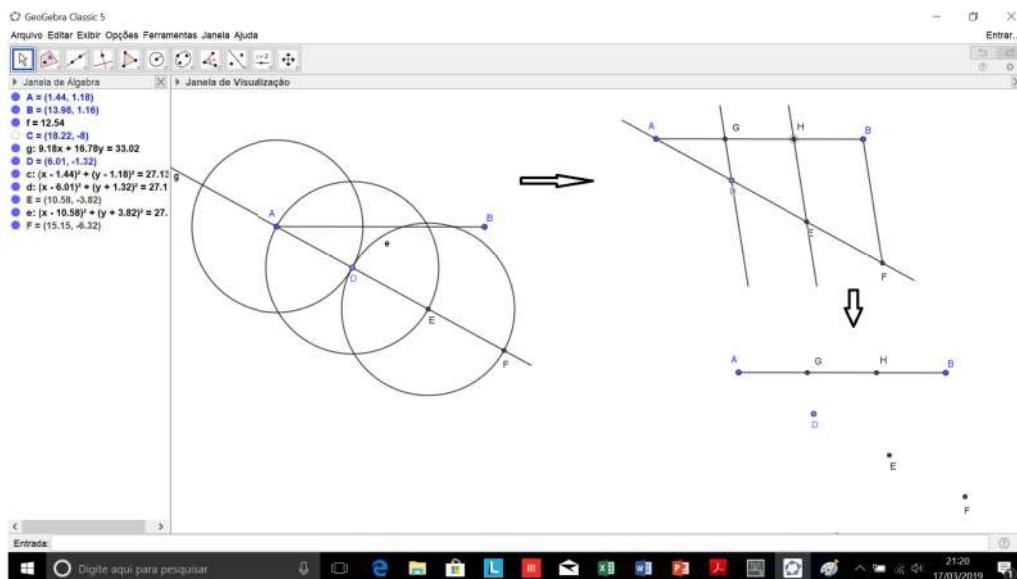 GeoGebra Classic 5
Arquivo Editar Exibir Opções Ferramentas Janela Ajuda
Entrar...
Janela de Álgebra
Janela de Visualização
A = (1.44, 1.18)
B = (13.98, 1.16)
f = 12.54
C = (18.22, -8)
g: 9.18x + 16.78y = 33.02
D = (6.01, -1.32)
c: (x - 1.44)² + (y - 1.18)² = 27.13
d: (x - 6.01)² + (y + 1.32)² = 27.1
E = (10.58, -3.82)
e: (x - 10.58)² + (y + 3.82)² = 27.
F = (15.15, -6.32)
g
A
B
e
D
E
F
A
G
H
B
D
E
F
A
G
H
B
D
E
F
Entrada:
Digite aqui para pesquisar
21:20
17/03/2019